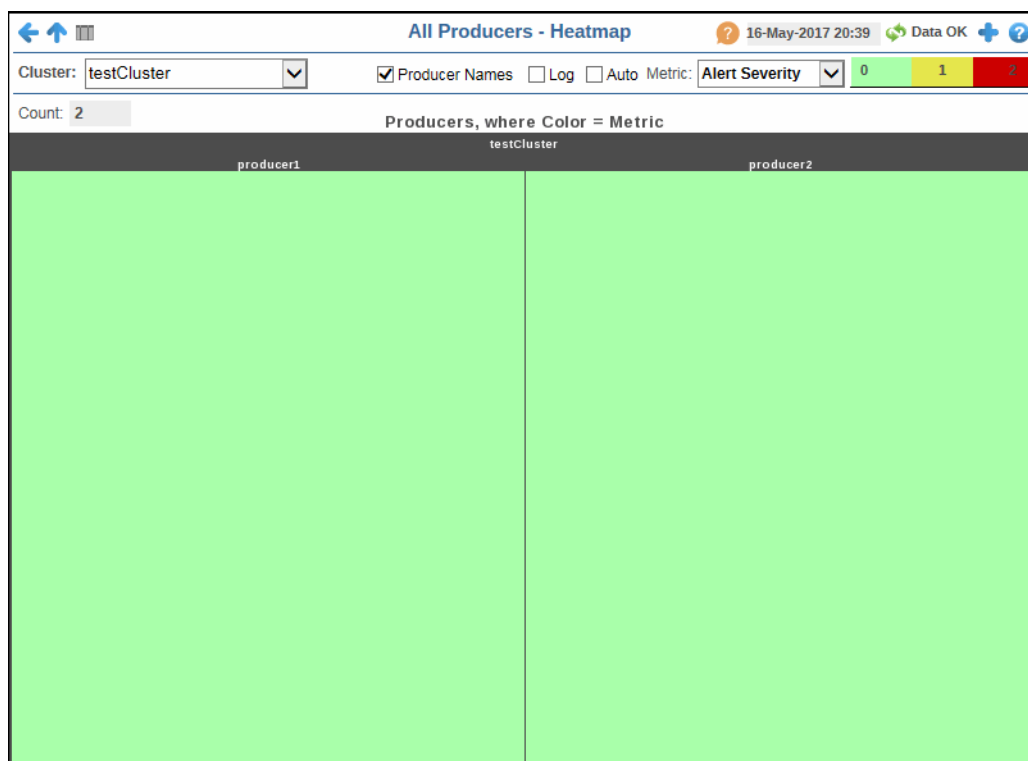 All Producers - Heatmap ? 16-May-2017 20:39 Data OK ?
Cluster: testCluster Producer Names Log Auto Metric: Alert Severity 0 1 2
Count: 2
Producers, where Color = Metric
testCluster
producer1 producer2